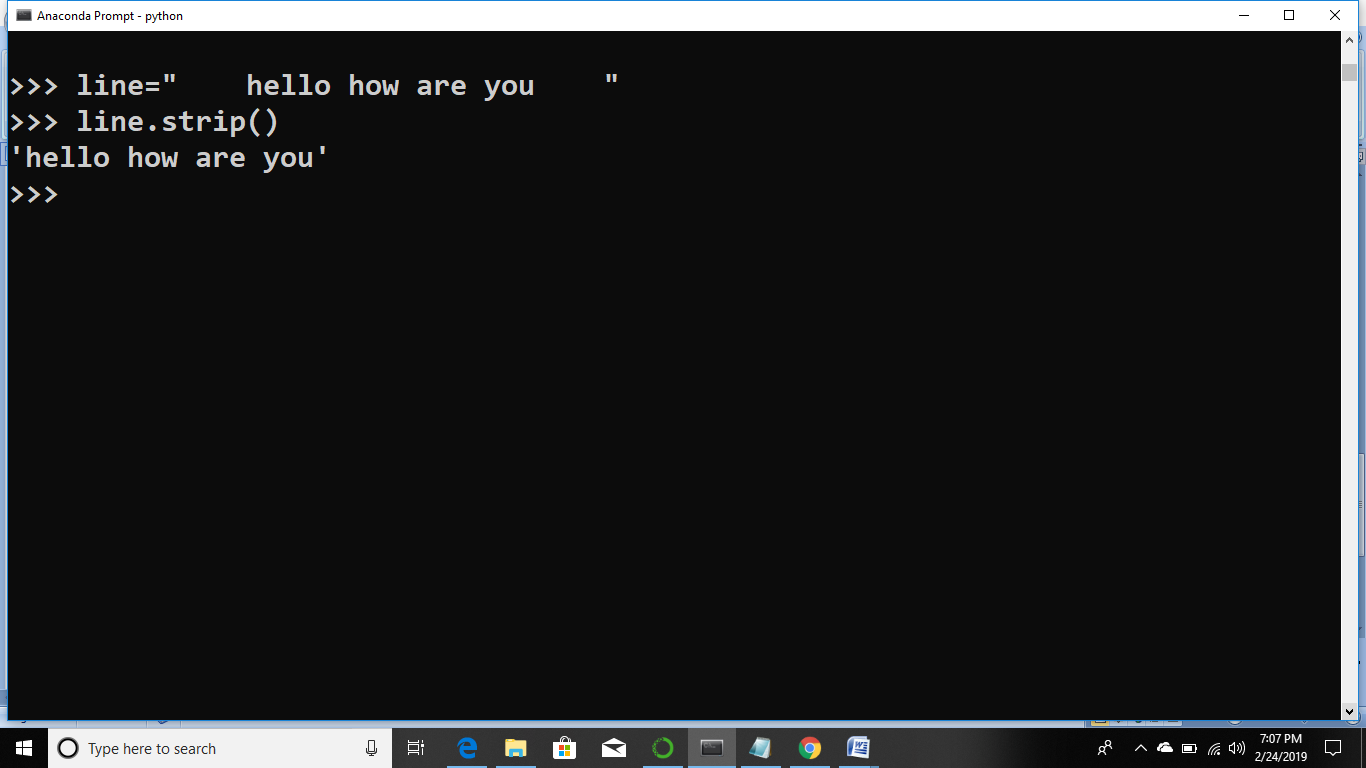 Anaconda Prompt - python
>>> line="    hello how are you    "
>>> line.strip()
'hello how are you'
>>>
Type here to search
7:07 PM
2/24/2019